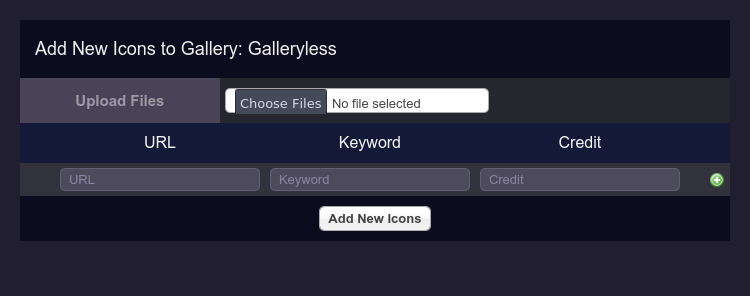 Add New Icons to Gallery: Galleryless
Upload Files Choose Files No file selected
URL Keyword Credit
URL Keyword Credit
Add New Icons